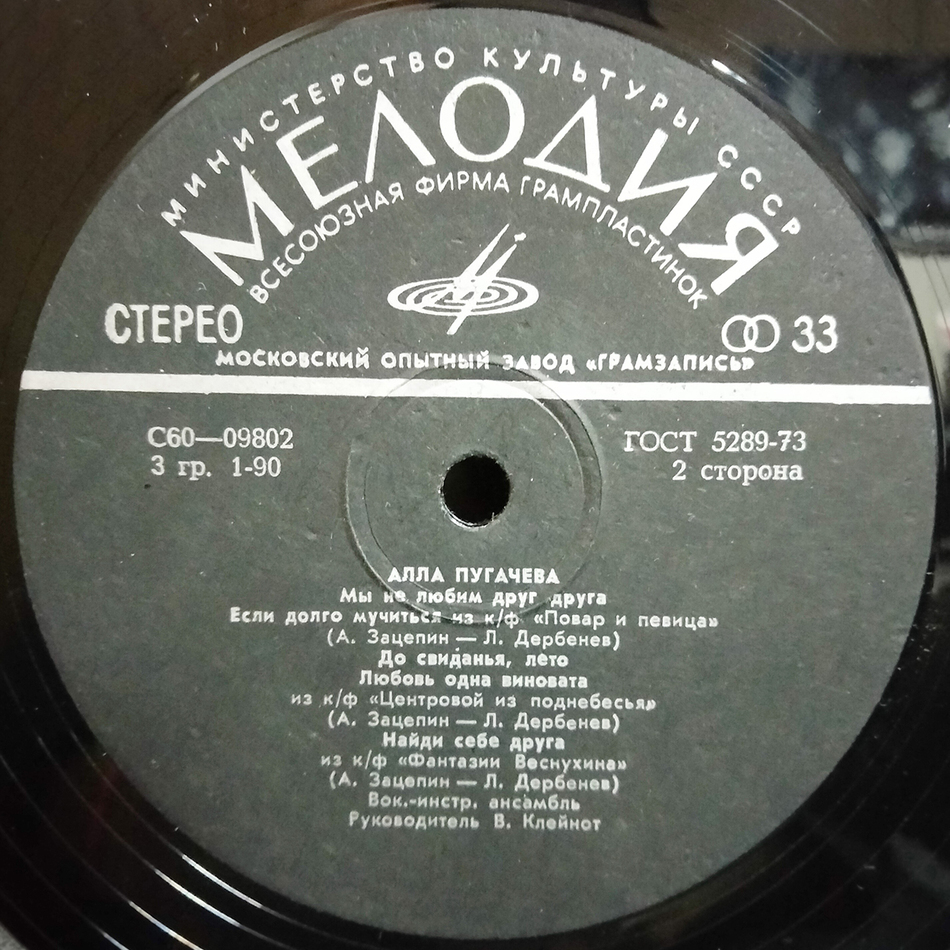 МИНИСТЕРСТВО КУЛЬТУРЫ СССР
МЕЛОДИЯ
ВСЕСОЮЗНАЯ ФИРМА ГРАМПЛАСТИНОК
СТЕРЕО
33
МОСКОВСКИЙ ОПЫТНЫЙ ЗАВОД «ГРАМЗАПИСЬ»
С60—09802
ГОСТ 5289-73
3 гр. 1-90
2 сторона
АЛЛА ПУГАЧЕВА
Мы не любим друг друга
Если долго мучиться из к/ф «Повар и певица»
(А. Зацепин — Л. Дербенев)
До свиданья, лето
Любовь одна виновата
из к/ф «Центровой из поднебесья»
(А. Зацепин — Л. Дербенев)
Найди себе друга
из к/ф «Фантазии Веснухина»
(А. Зацепин — Л. Дербенев)
Вок.-инстр. ансамбль
Руководитель В. Клейнот